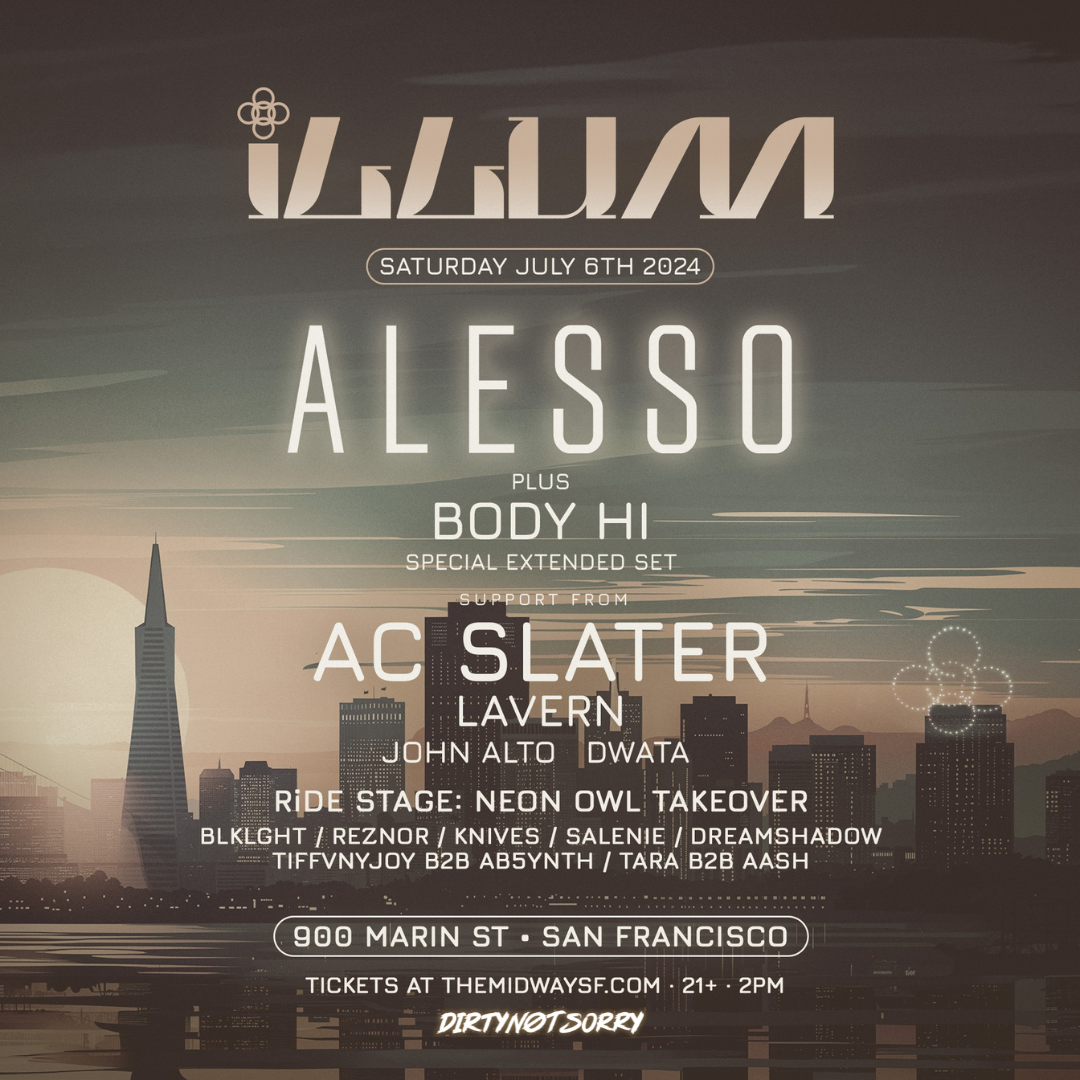 iLLUM
SATURDAY JULY 6TH 2024
ALESSO
PLUS
BODY HI
SPECIAL EXTENDED SET
SUPPORT FROM
AC SLATER
LAVERN
JOHN ALTO DWATA
RiDE STAGE: NEON OWL TAKEOVER
BLKLGHT / REZNOR / KNIVES / SALENIE / DREAMSHADOW
TIFFVNYJOY B2B AB5YNTH / TARA B2B AASH
900 MARIN ST • SAN FRANCISCO
TICKETS AT THEMIDWAYSF.COM · 21+ · 2PM
DIRTYNØTSORRY